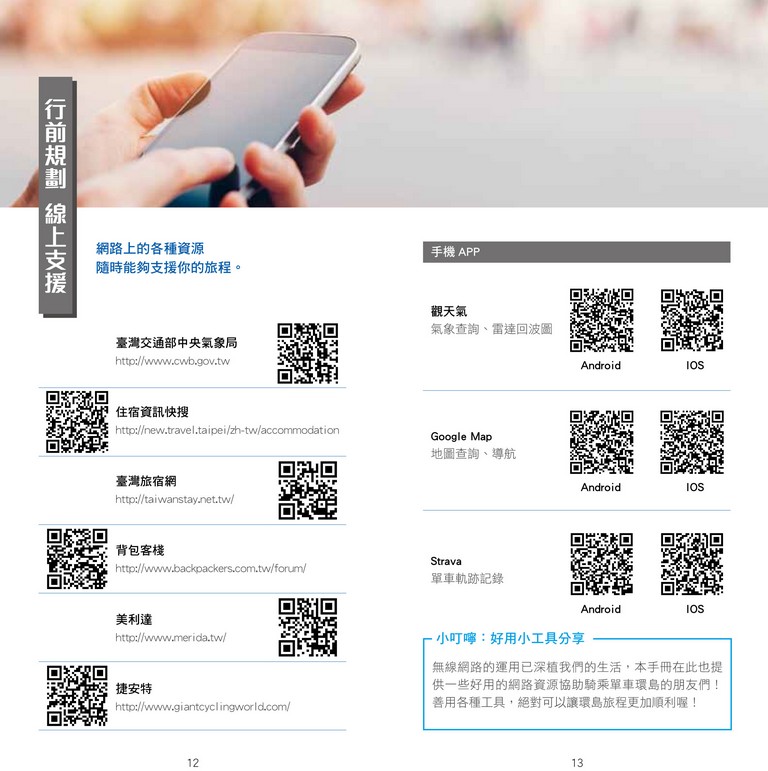 行前規劃 線上支援
網路上的各種資源
隨時能夠支援你的旅程。
臺灣交通部中央氣象局
http://www.cwb.gov.tw
住宿資訊快搜
http://new.travel.taipei/zh-tw/accommodation
臺灣旅宿網
http://taiwanstay.net.tw/
背包客棧
http://www.backpackers.com.tw/forum/
美利達
http://www.merida.tw/
捷安特
http://www.giantcyclingworld.com/
12
手機 APP
觀天氣
氣象查詢、雷達回波圖
Android
IOS
Google Map
地圖查詢、導航
Android
IOS
Strava
單車軌跡記錄
Android
IOS
小叮嚀：好用小工具分享
無線網路的運用已深植我們的生活，本手冊在此也提
供一些好用的網路資源協助騎乘單車環島的朋友們！
善用各種工具，絕對可以讓環島旅程更加順利喔！
13